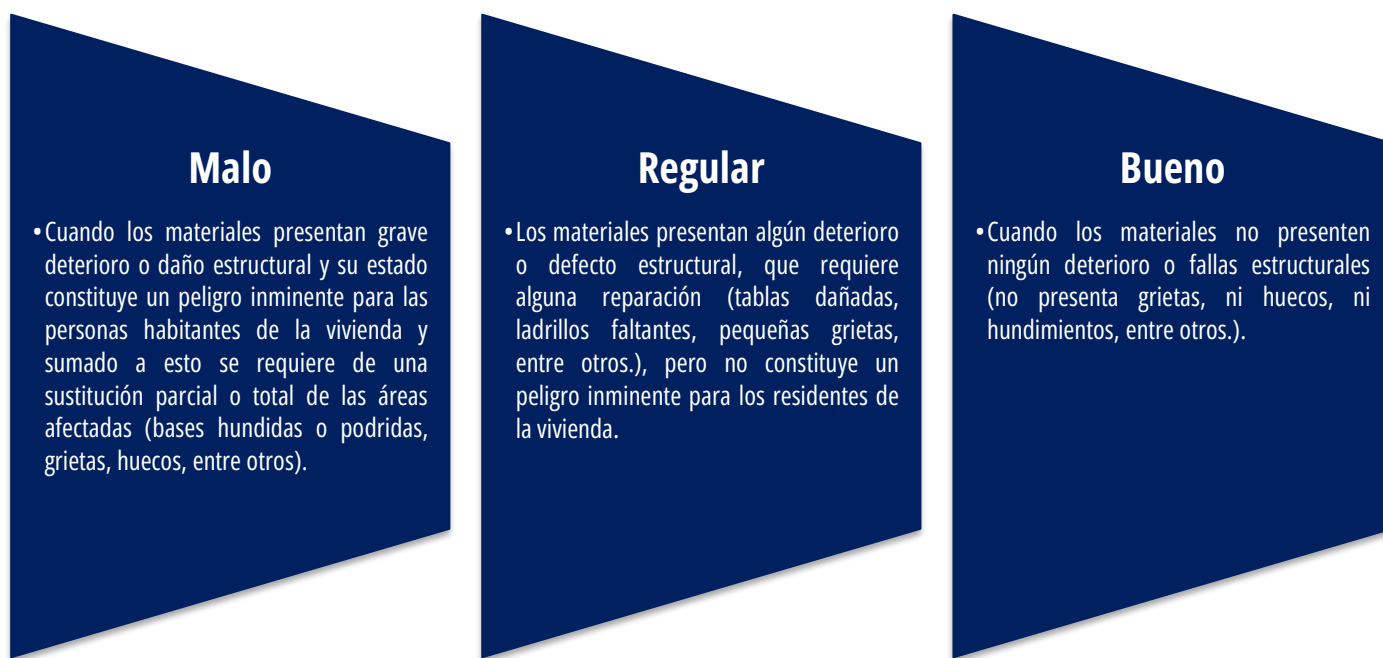 Malo
•Cuando los materiales presentan grave
deterioro o daño estructural y su estado
constituye un peligro inminente para las
personas habitantes de la vivienda y
sumado a esto se requiere de una
sustitución parcial o total de las áreas
afectadas (bases hundidas o podridas,
grietas, huecos, entre otros).
Regular
•Los materiales presentan algún deterioro
o defecto estructural, que requiere
alguna reparación (tablas dañadas,
ladrillos faltantes, pequeñas grietas,
entre otros.), pero no constituye un
peligro inminente para los residentes de
la vivienda.
Bueno
•Cuando los materiales no presenten
ningún deterioro o fallas estructurales
(no presenta grietas, ni huecos, ni
hundimientos, entre otros.).